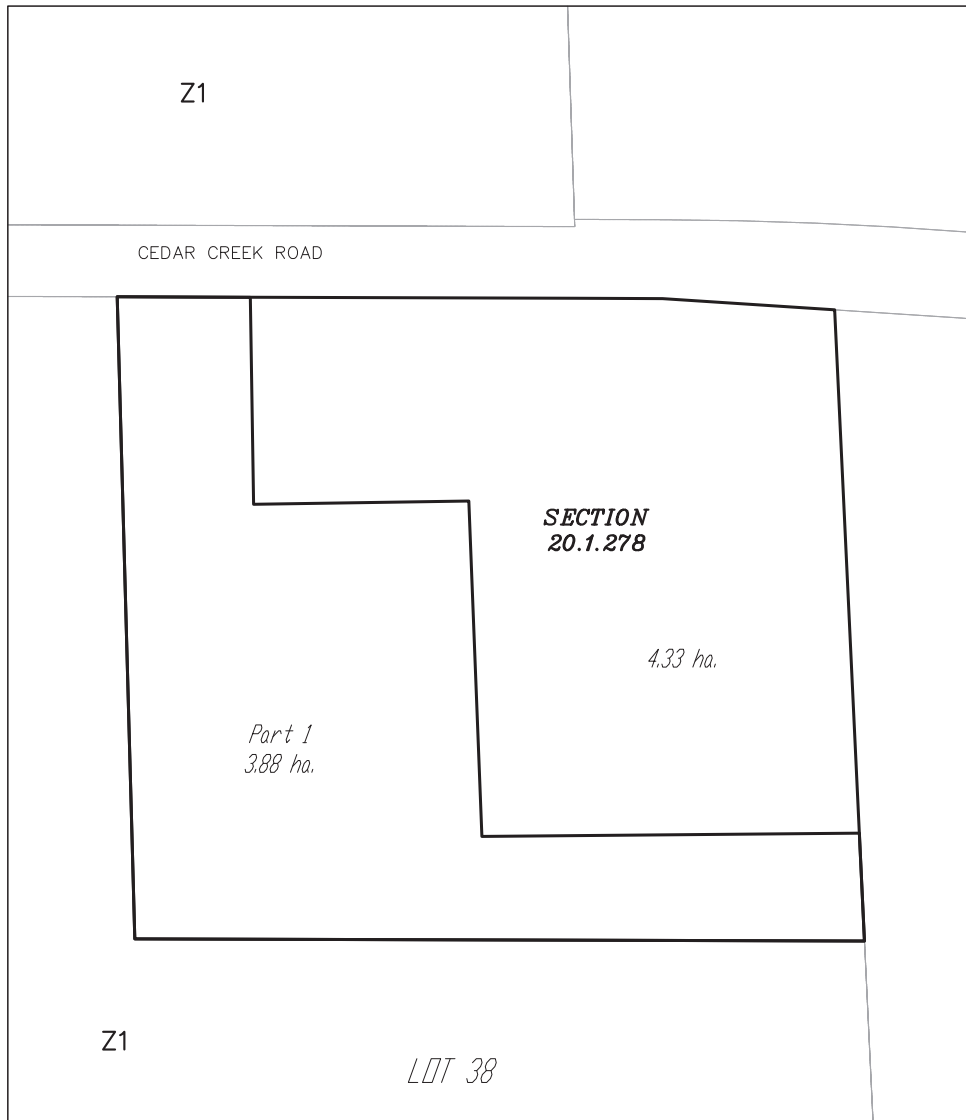 Z1
CEDAR CREEK ROAD
SECTION
20.1.278
4.33 ha.
Part 1
3.88 ha.
Z1
LOT 38